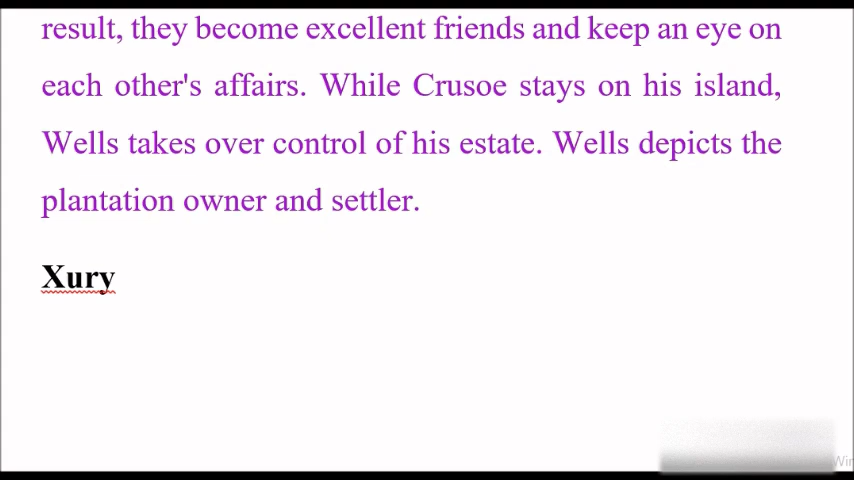 result, they become excellent friends and keep an eye on
each other's affairs. While Crusoe stays on his island,
Wells takes over control of his estate. Wells depicts the
plantation owner and settler.
Xury